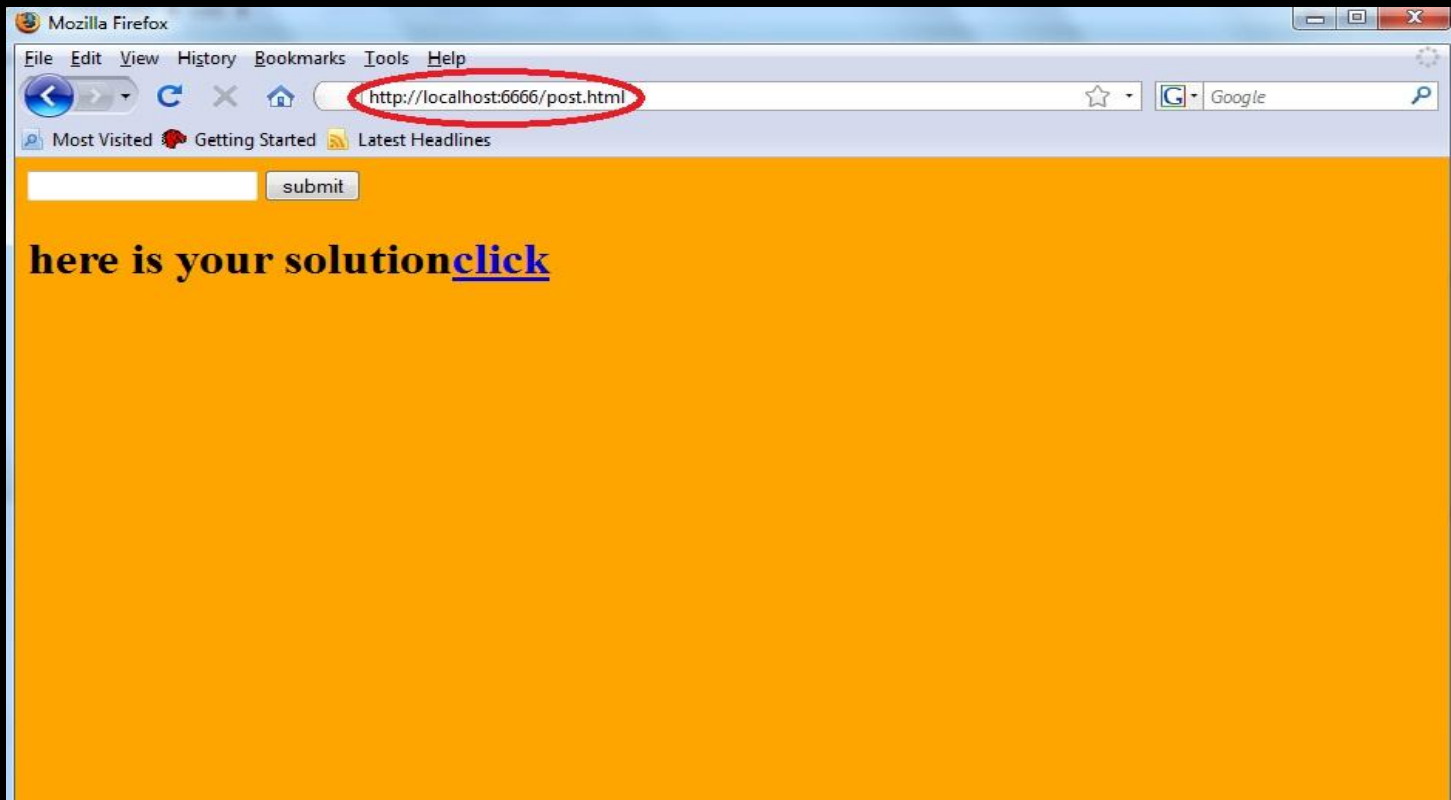 Mozilla Firefox
File Edit View History Bookmarks Tools Help
http://localhost:6666/post.html
G Google
Most Visited Getting Started Latest Headlines
submit
here is your solutionclick